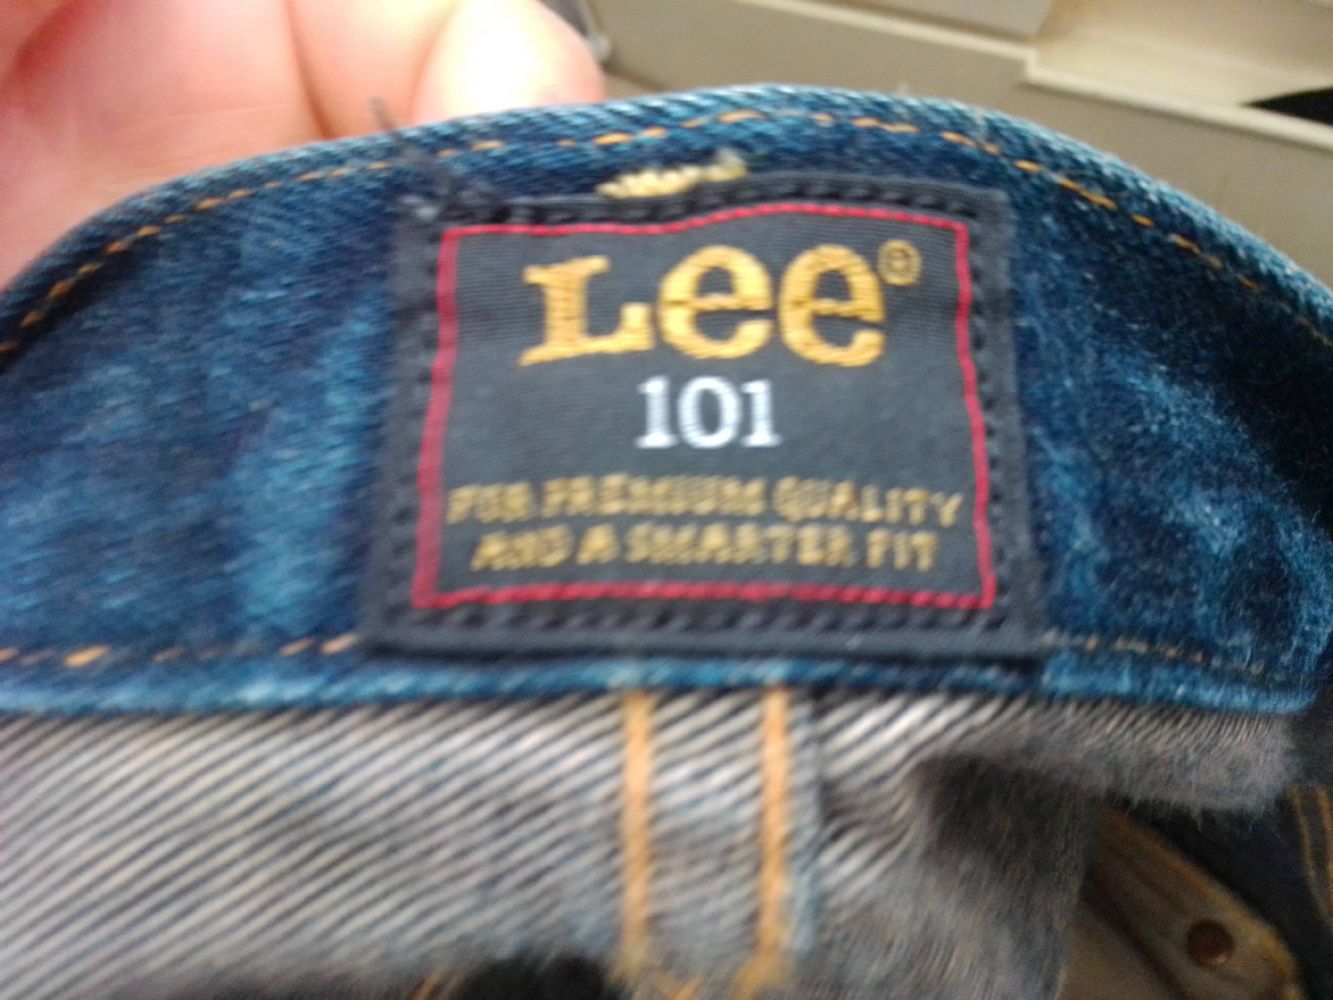 Lee®
101
FOR PREMIUM QUALITY
AND A SMARTER FIT